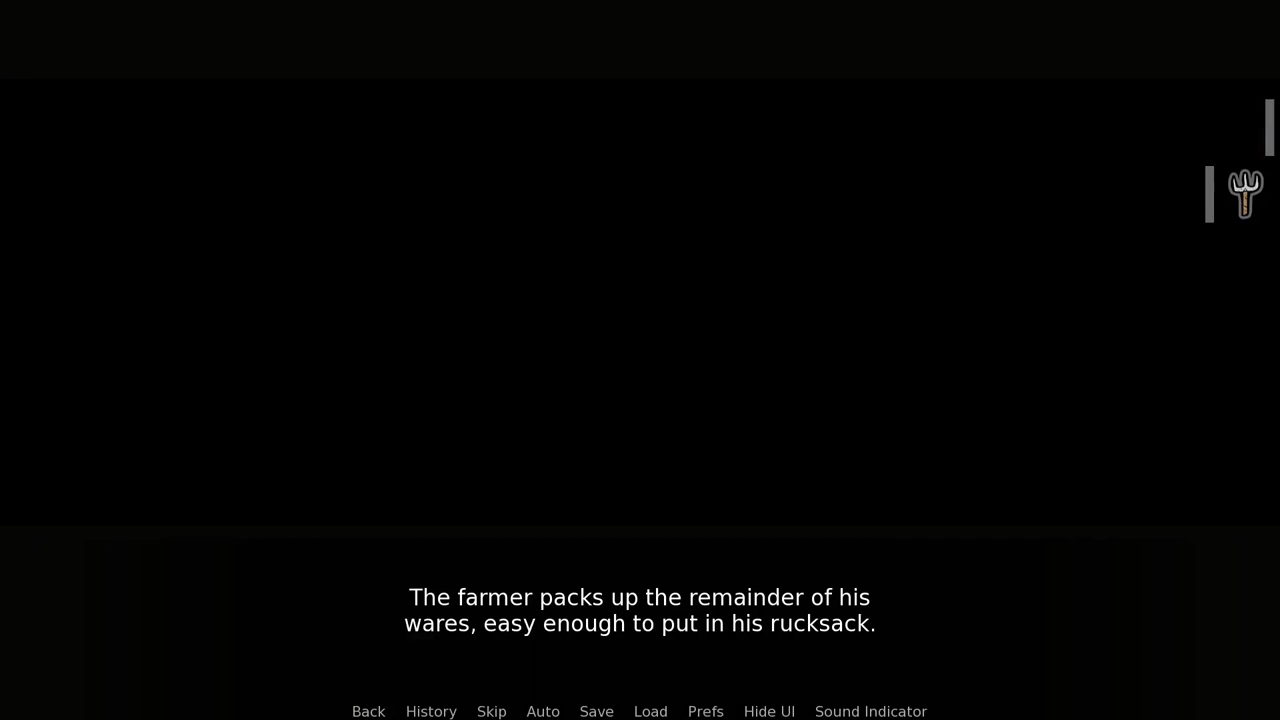 The farmer packs up the remainder of his
wares, easy enough to put in his rucksack.
Back History Skip Auto Save Load Prefs Hide UI Sound Indicator